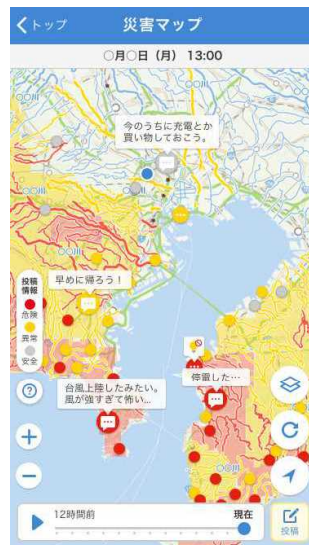 トップ
災害マップ
○月○日（月） 13:00
○○川
今のうちに充電とか
買い物しておこう。
○○川
投稿
情報
危険
異常
安全
早めに帰ろう！
停電した…
台風上陸したみたい。
風が強すぎて怖い…
○○川
12時間前
現在
投稿